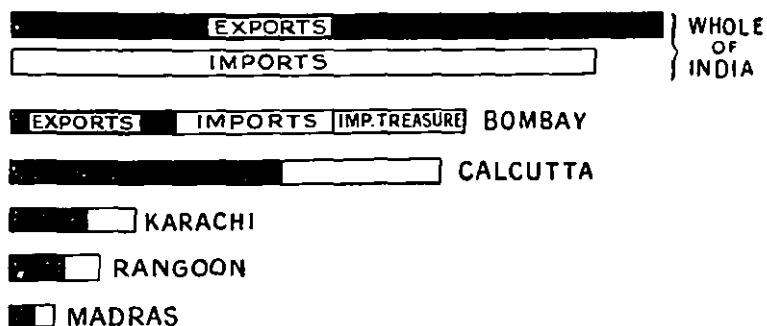 EXPORTS
IMPORTS
WHOLE
OF
INDIA
EXPORTS IMPORTS IMP. TREASURE BOMBAY
CALCUTTA
KARACHI
RANGOON
MADRAS